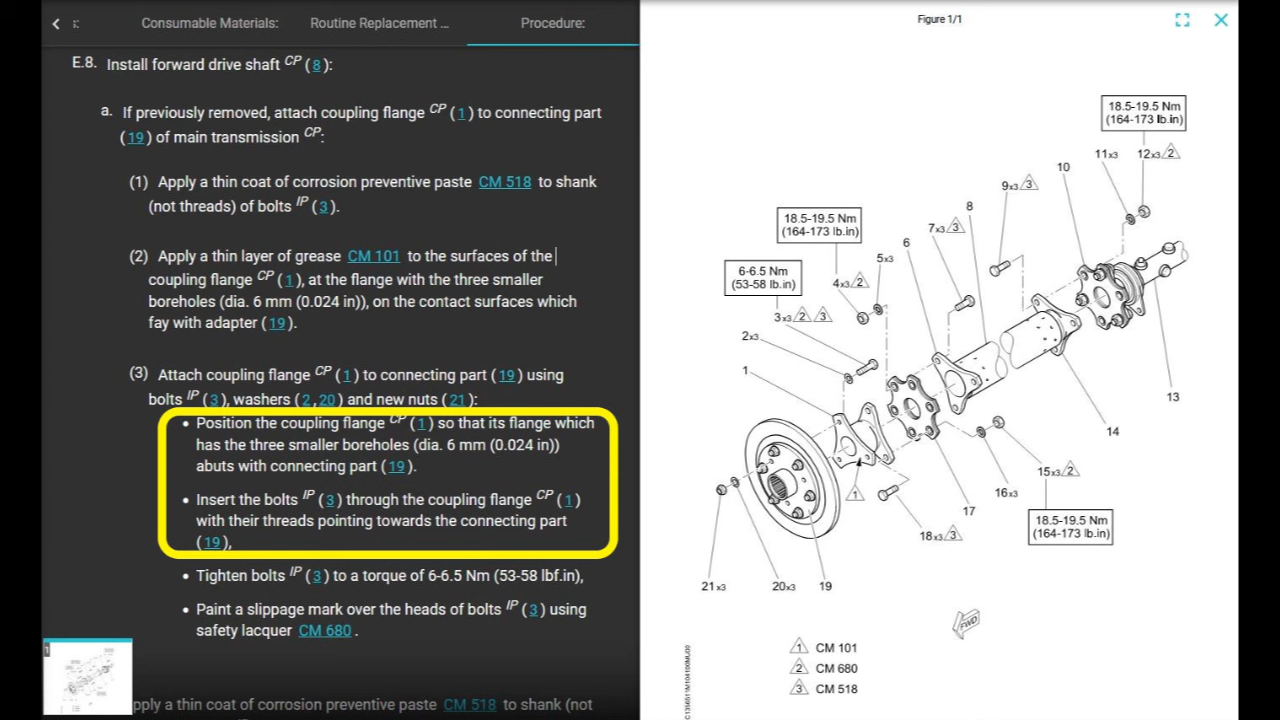 s:
Consumable Materials:
Routine Replacement ...
Procedure:
E.8. Install forward drive shaft CP (8):
a. If previously removed, attach coupling flange CP (1) to connecting part
(19) of main transmission CP:
(1) Apply a thin coat of corrosion preventive paste CM 518 to shank
(not threads) of bolts IP (3).
(2) Apply a thin layer of grease CM 101 to the surfaces of the
coupling flange CP (1), at the flange with the three smaller
boreholes (dia. 6 mm (0.024 in)), on the contact surfaces which
fay with adapter (19).
(3) Attach coupling flange CP (1) to connecting part (19) using
bolts IP (3), washers (2,20) and new nuts (21):
• Position the coupling flange CP (1) so that its flange which
has the three smaller boreholes (dia. 6 mm (0.024 in))
abuts with connecting part (19).
• Insert the bolts IP (3) through the coupling flange CP (1)
with their threads pointing towards the connecting part
(19),
• Tighten bolts IP (3) to a torque of 6-6.5 Nm (53-58 lbf.in),
• Paint a slippage mark over the heads of bolts IP (3) using
safety lacquer CM 680 .
1
pply a thin coat of corrosion preventive paste CM 518 to shank (not
Figure 1/1
18.5-19.5 Nm
(164-173 lb.in)
11x3
12x3 2
10
9x3 3
8
18.5-19.5 Nm
(164-173 lb.in)
7x3 3
6
5x3
6-6.5 Nm
(53-58 lb.in)
4x3 2
3x3 2 3
2x3
1
13
14
15x3 2
16x3
1
17
18.5-19.5 Nm
(164-173 lb.in)
18x3 3
21x3
20x3
19
FWD
1 CM 101
2 CM 680
3 CM 518